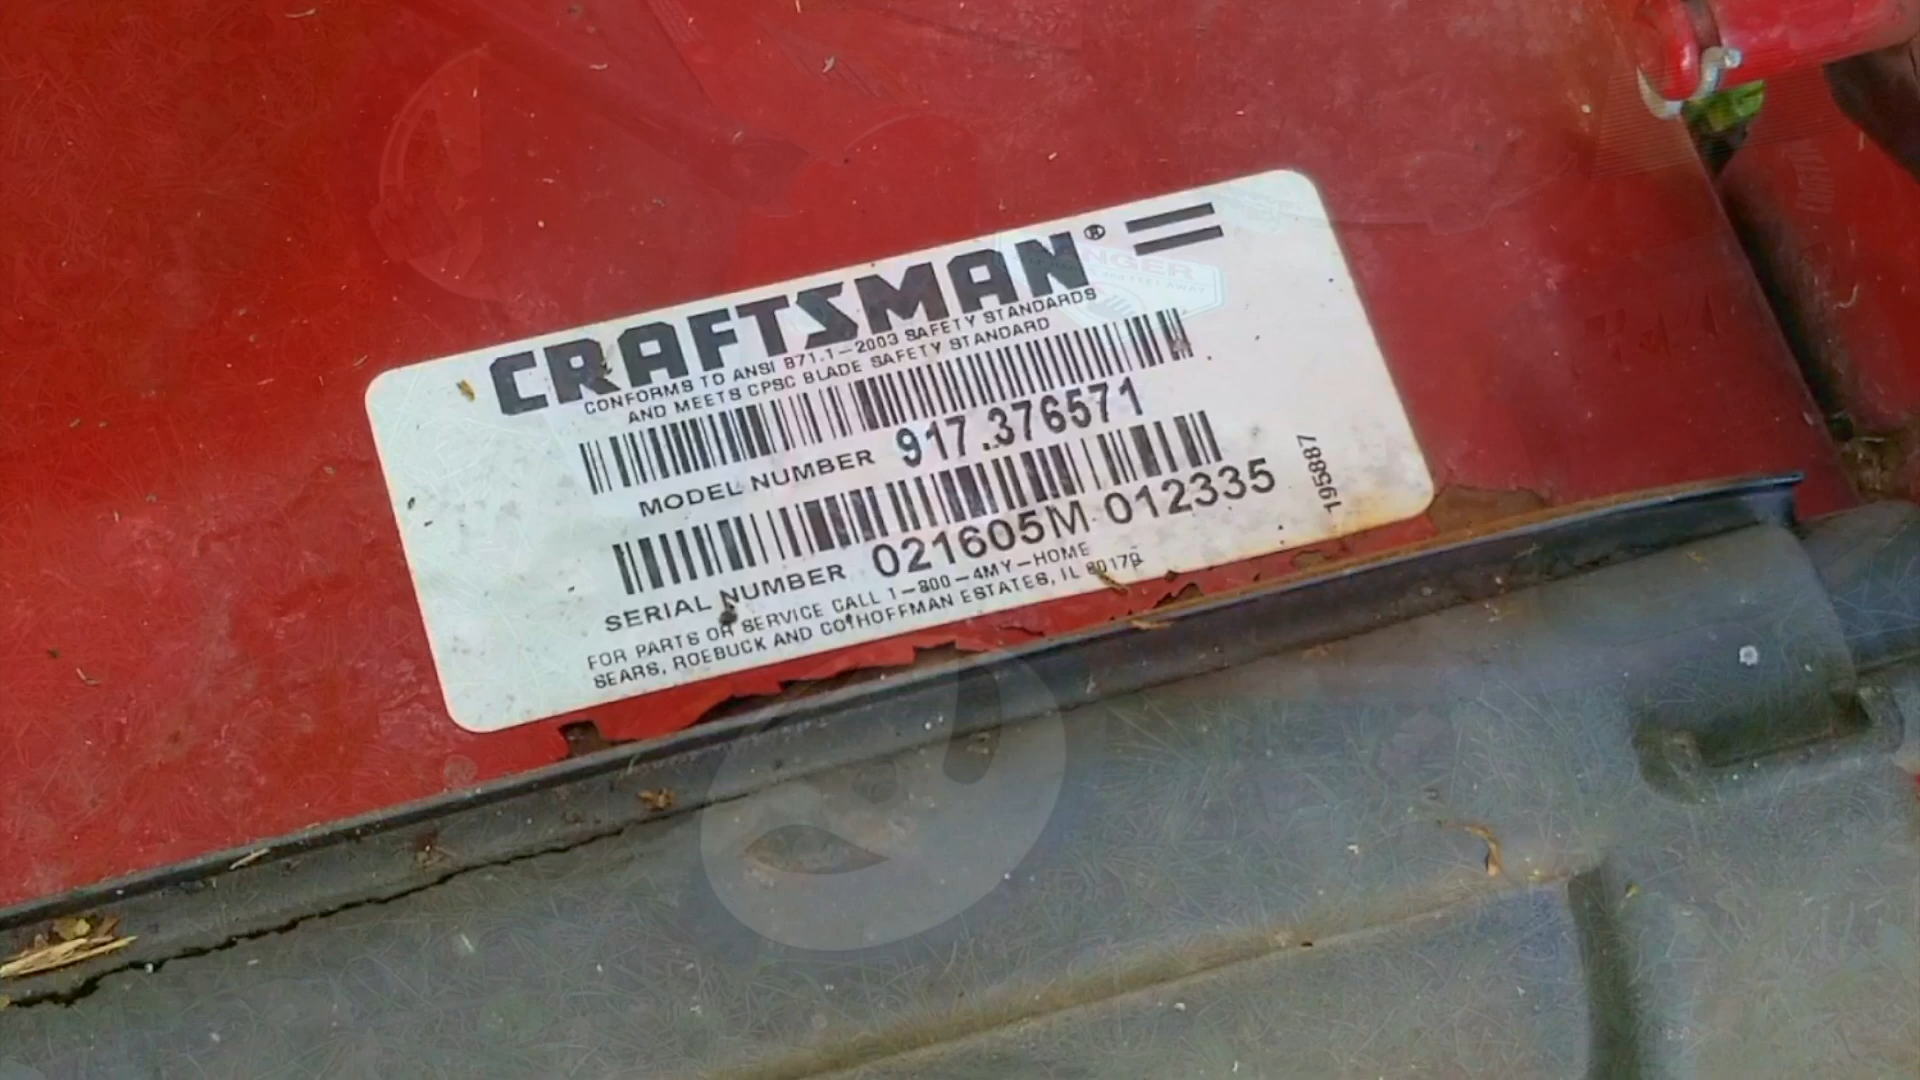 CRAFTSMAN®
CONFORMS TO ANSI B71.1-2003 SAFETY STANDARDS
AND MEETS CPSC BLADE SAFETY STANDARD
MODEL NUMBER 917.376571
SERIAL NUMBER 021605M 012335
FOR PARTS OR SERVICE CALL 1-800-4MY-HOME
SEARS, ROEBUCK AND CO. HOFFMAN ESTATES, IL 60179
195887